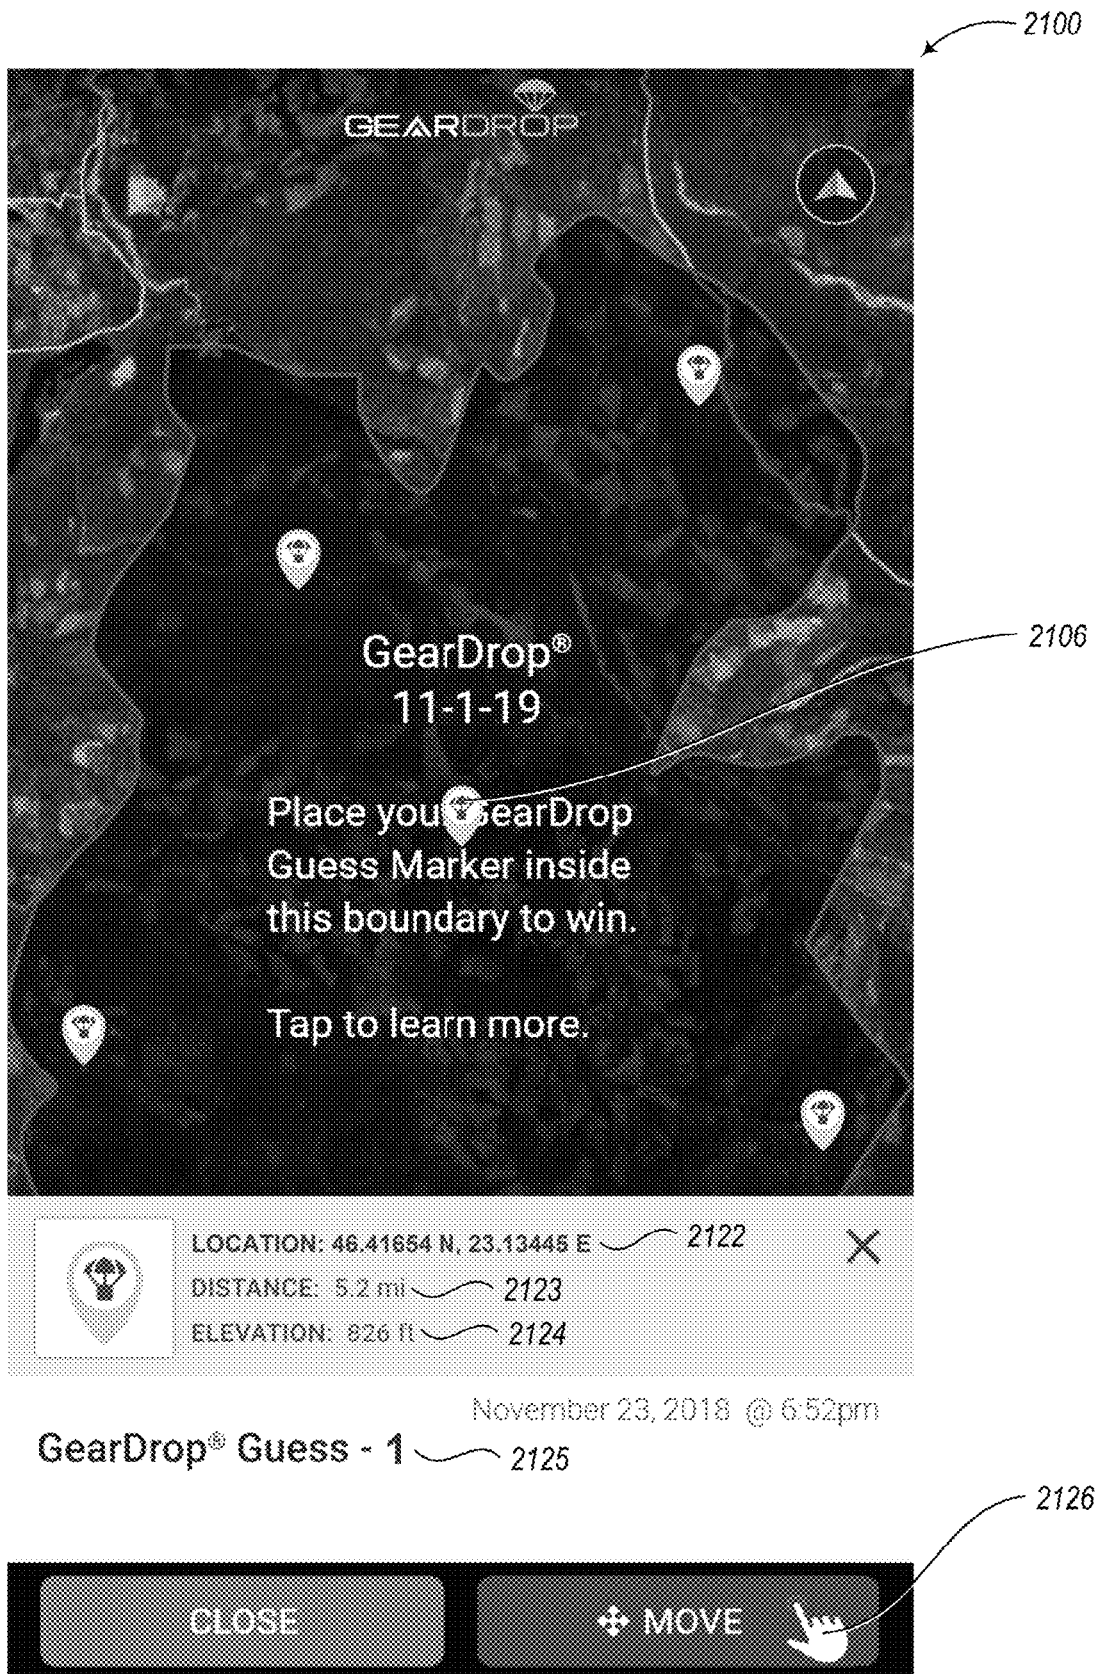 2100
GEARDROP
GearDrop®
11-1-19
2106
Place you GearDrop
Guess Marker inside
this boundary to win.
Tap to learn more.
LOCATION: 46.41654 N, 23.13445 E
2122
DISTANCE: 5.2 mi
2123
ELEVATION: 826 ft
2124
November 23, 2018 @ 6:52pm
GearDrop® Guess - 1
2125
2126
CLOSE
MOVE